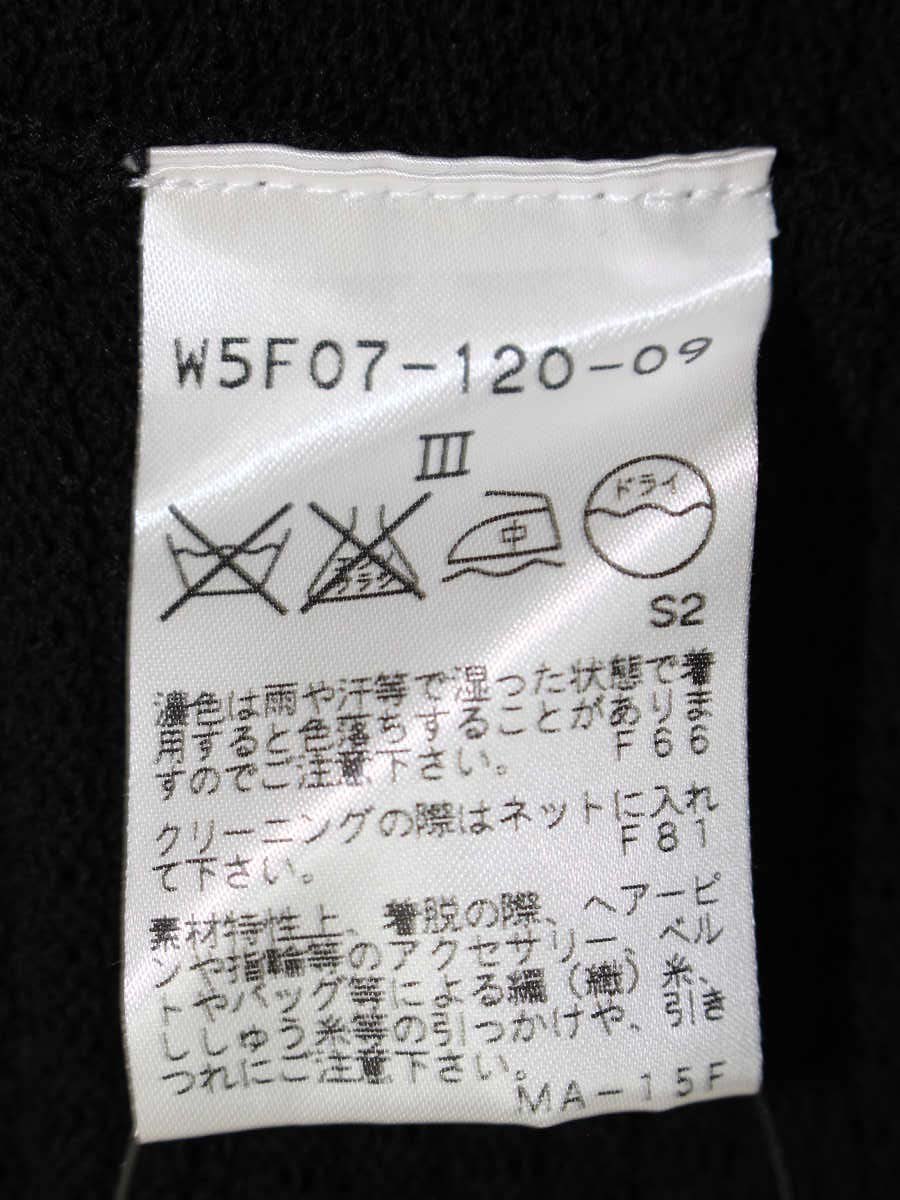 W5F07-120-09
III
エンソ
サラシ
中
ドライ
S2
濃色は雨や汗等で湿った状態で着
用すると色落ちすることがありま
すのでご注意下さい。 F66
クリーニングの際はネットに入れ
て下さい。 F81
素材特性上、着脱の際、ヘアーピ
ンや指輪等のアクセサリー、ベル
トやバッグ等による編(織)糸、
ししゅう糸等の引っかけや、引き
つれにご注意下さい。
MA-15F